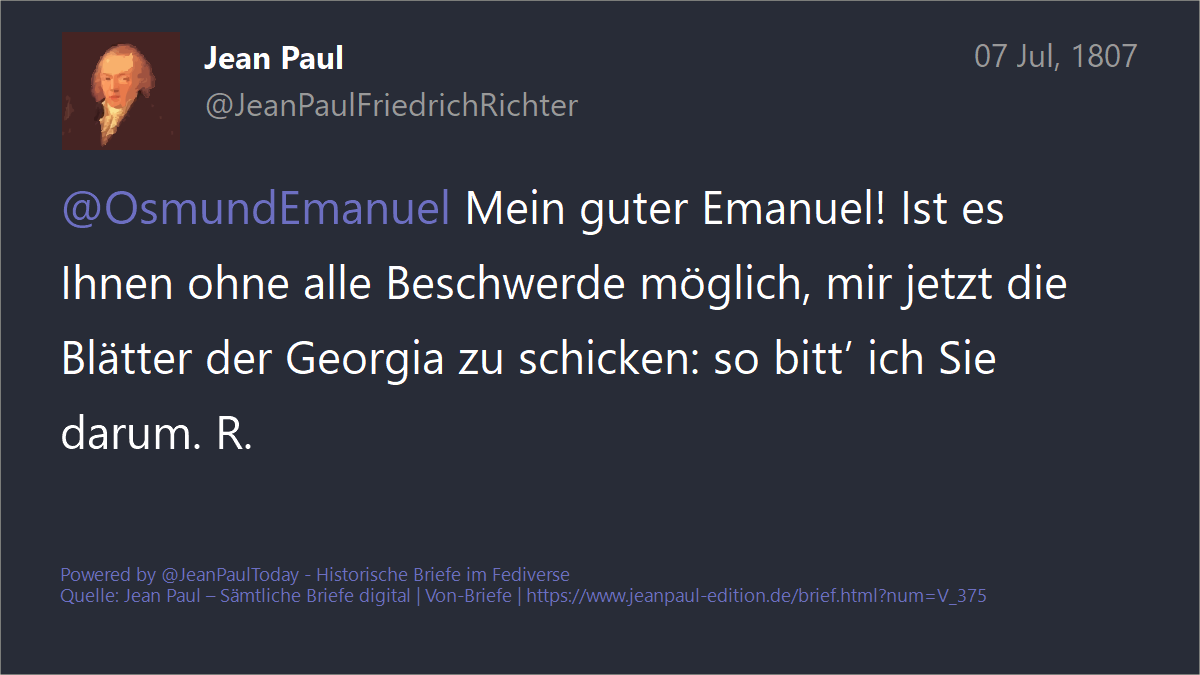 Jean Paul
07 Jul, 1807
@JeanPaulFriedrichRichter
@OsmundEmanuel Mein guter Emanuel! Ist es
Ihnen ohne alle Beschwerde möglich, mir jetzt die
Blätter der Georgia zu schicken: so bitt’ ich Sie
darum. R.
Powered by @JeanPaulToday - Historische Briefe im Fediverse
Quelle: Jean Paul – Sämtliche Briefe digital | Von-Briefe | https://www.jeanpaul-edition.de/brief.html?num=V_375